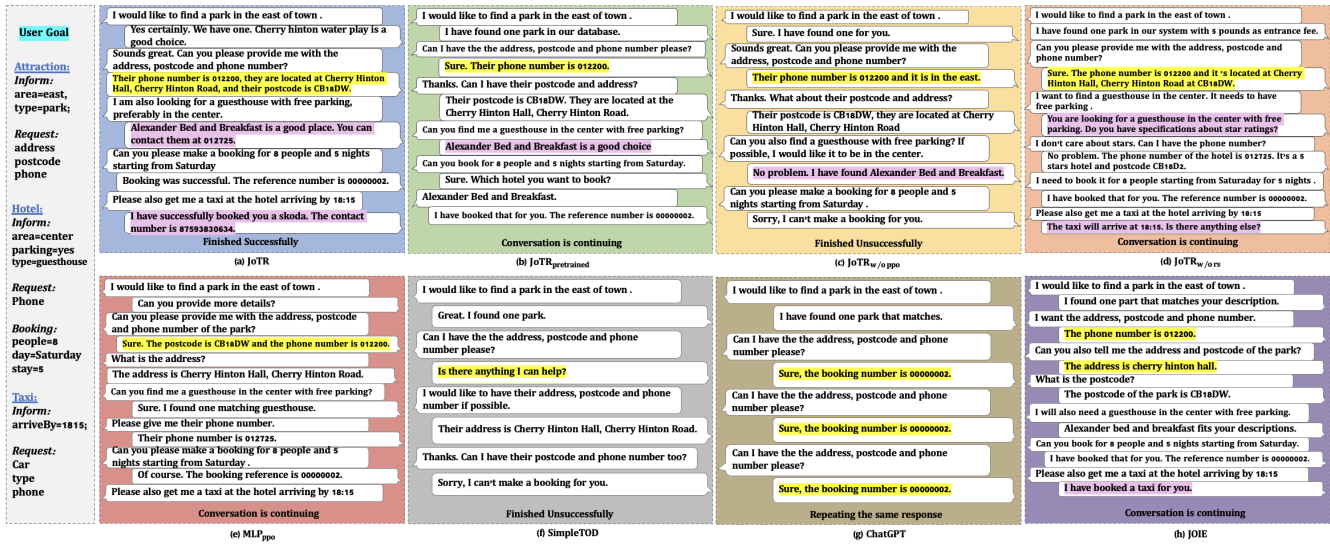 User Goal
Attraction:
Inform:
area=east,
type=park;
Request:
address
postcode
phone
Hotel:
Inform:
area=center
parking=yes
type=guesthouse
Request:
Phone
Booking:
people=8
day=Saturday
stay=5
Taxi:
Inform:
arriveBy=1815;
Request:
Car
type
phone
I would like to find a park in the east of town .
Yes certainly. We have one. Cherry hinton water play is a
good choice.
Sounds great. Can you please provide me with the
address, postcode and phone number?
Their phone number is 012200, they are located at Cherry Hinton
Hall, Cherry Hinton Road, and their postcode is CB18DW.
I am also looking for a guesthouse with free parking,
preferably in the center.
Alexander Bed and Breakfast is a good place. You can
contact them at 012725.
Can you please make a booking for 8 people and 5 nights
starting from Saturday
Booking was successful. The reference number is 00000002.
Please also get me a taxi at the hotel arriving by 18:15
I have successfully booked you a skoda. The contact
number is 87593830634.
Finished Successfully
(a) JoTR
I would like to find a park in the east of town .
I have found one park in our database.
Can I have the the address, postcode and phone number please?
Sure. Their phone number is 012200.
Thanks. Can I have their postcode and address?
Their postcode is CB18DW. They are located at the
Cherry Hinton Hall, Cherry Hinton Road.
Can you find me a guesthouse in the center with free parking?
Alexander Bed and Breakfast is a good choice
Can you book for 8 people and 5 nights starting from Saturday.
Sure. Which hotel you want to book?
Alexander Bed and Breakfast.
I have booked that for you. The reference number is 00000002.
Conversation is continuing
(b) JoTRpretrained
I would like to find a park in the east of town .
Sure. I have found one for you.
Sounds great. Can you please provide me with the
address, postcode and phone number?
Their phone number is 012200 and it is in the east.
Thanks. What about their postcode and address?
Their postcode is CB18DW, they are located at Cherry
Hinton Hall, Cherry Hinton Road
Can you also find a guesthouse with free parking? If
possible, I would like it to be in the center.
No problem. I have found Alexander Bed and Breakfast.
Can you please make a booking for 8 people and 5
nights starting from Saturday .
Sorry, I can't make a booking for you.
Finished Unsuccessfully
(c) JoTRw/o ppo
I would like to find a park in the east of town .
I have found one park in our system with 5 pounds as entrance fee.
Can you please provide me with the address, postcode and
phone number?
Sure. The phone number is 012200 and it's located at Cherry
Hinton Hall, Cherry Hinton Road at CB18DW.
I want to find a guesthouse in the center. It needs to have
free parking .
You are looking for a guesthouse in the center with free
parking. Do you have specifications about star ratings?
I don't care about stars. Can I have the phone number?
No problem. The phone number of the hotel is 012725. It's a 5
stars hotel and postcode CB18D2.
I need to book it for 8 people starting from Saturaday for 5 nights .
I have booked that for you. The reference number is 00000002.
Please also get me a taxi at the hotel arriving by 18:15
The taxi will arrive at 18:15. Is there anything else?
Conversation is continuing
(d) JoTRw/o rs
I would like to find a park in the east of town .
Can you provide more details?
Can you please provide me with the address, postcode
and phone number of the park?
Sure. The postcode is CB18DW and the phone number is 012200.
What is the address?
The address is Cherry Hinton Hall, Cherry Hinton Road.
Can you find me a guesthouse in the center with free parking?
Sure. I found one matching guesthouse.
Please give me their phone number.
Their phone number is 012725.
Can you please make a booking for 8 people and 5
nights starting from Saturday .
Of course. The booking reference is 00000002.
Please also get me a taxi at the hotel arriving by 18:15
Conversation is continuing
(e) MLPppo
I would like to find a park in the east of town .
Great. I found one park.
Can I have the the address, postcode and phone
number please?
Is there anything I can help?
I would like to have their address, postcode and phone
number if possible.
Their address is Cherry Hinton Hall, Cherry Hinton Road.
Thanks. Can I have their postcode and phone number too?
Sorry, I can't make a booking for you.
Finished Unsuccessfully
(f) SimpleTOD
I would like to find a park in the east of town .
I have found one park that matches.
Can I have the the address, postcode and phone
number please?
Sure, the booking number is 00000002.
Can I have the the address, postcode and phone
number please?
Sure, the booking number is 00000002.
Can I have the the address, postcode and phone
number please?
Sure, the booking number is 00000002.
Repeating the same response
(g) ChatGPT
I would like to find a park in the east of town .
I found one part that matches your description.
I want the address, postcode and phone number.
The phone number is 012200.
Can you also tell me the address and postcode of the park?
The address is cherry hinton hall.
What is the postcode?
The postcode of the park is CB18DW.
I will also need a guesthouse in the center with free parking.
Alexander bed and breakfast fits your descriptions.
Can you book for 8 people and 5 nights starting from Saturday.
I have booked that for you. The reference number is 00000002.
Please also get me a taxi at the hotel arriving by 18:15
I have booked a taxi for you.
Conversation is continuing
(h) JOIE